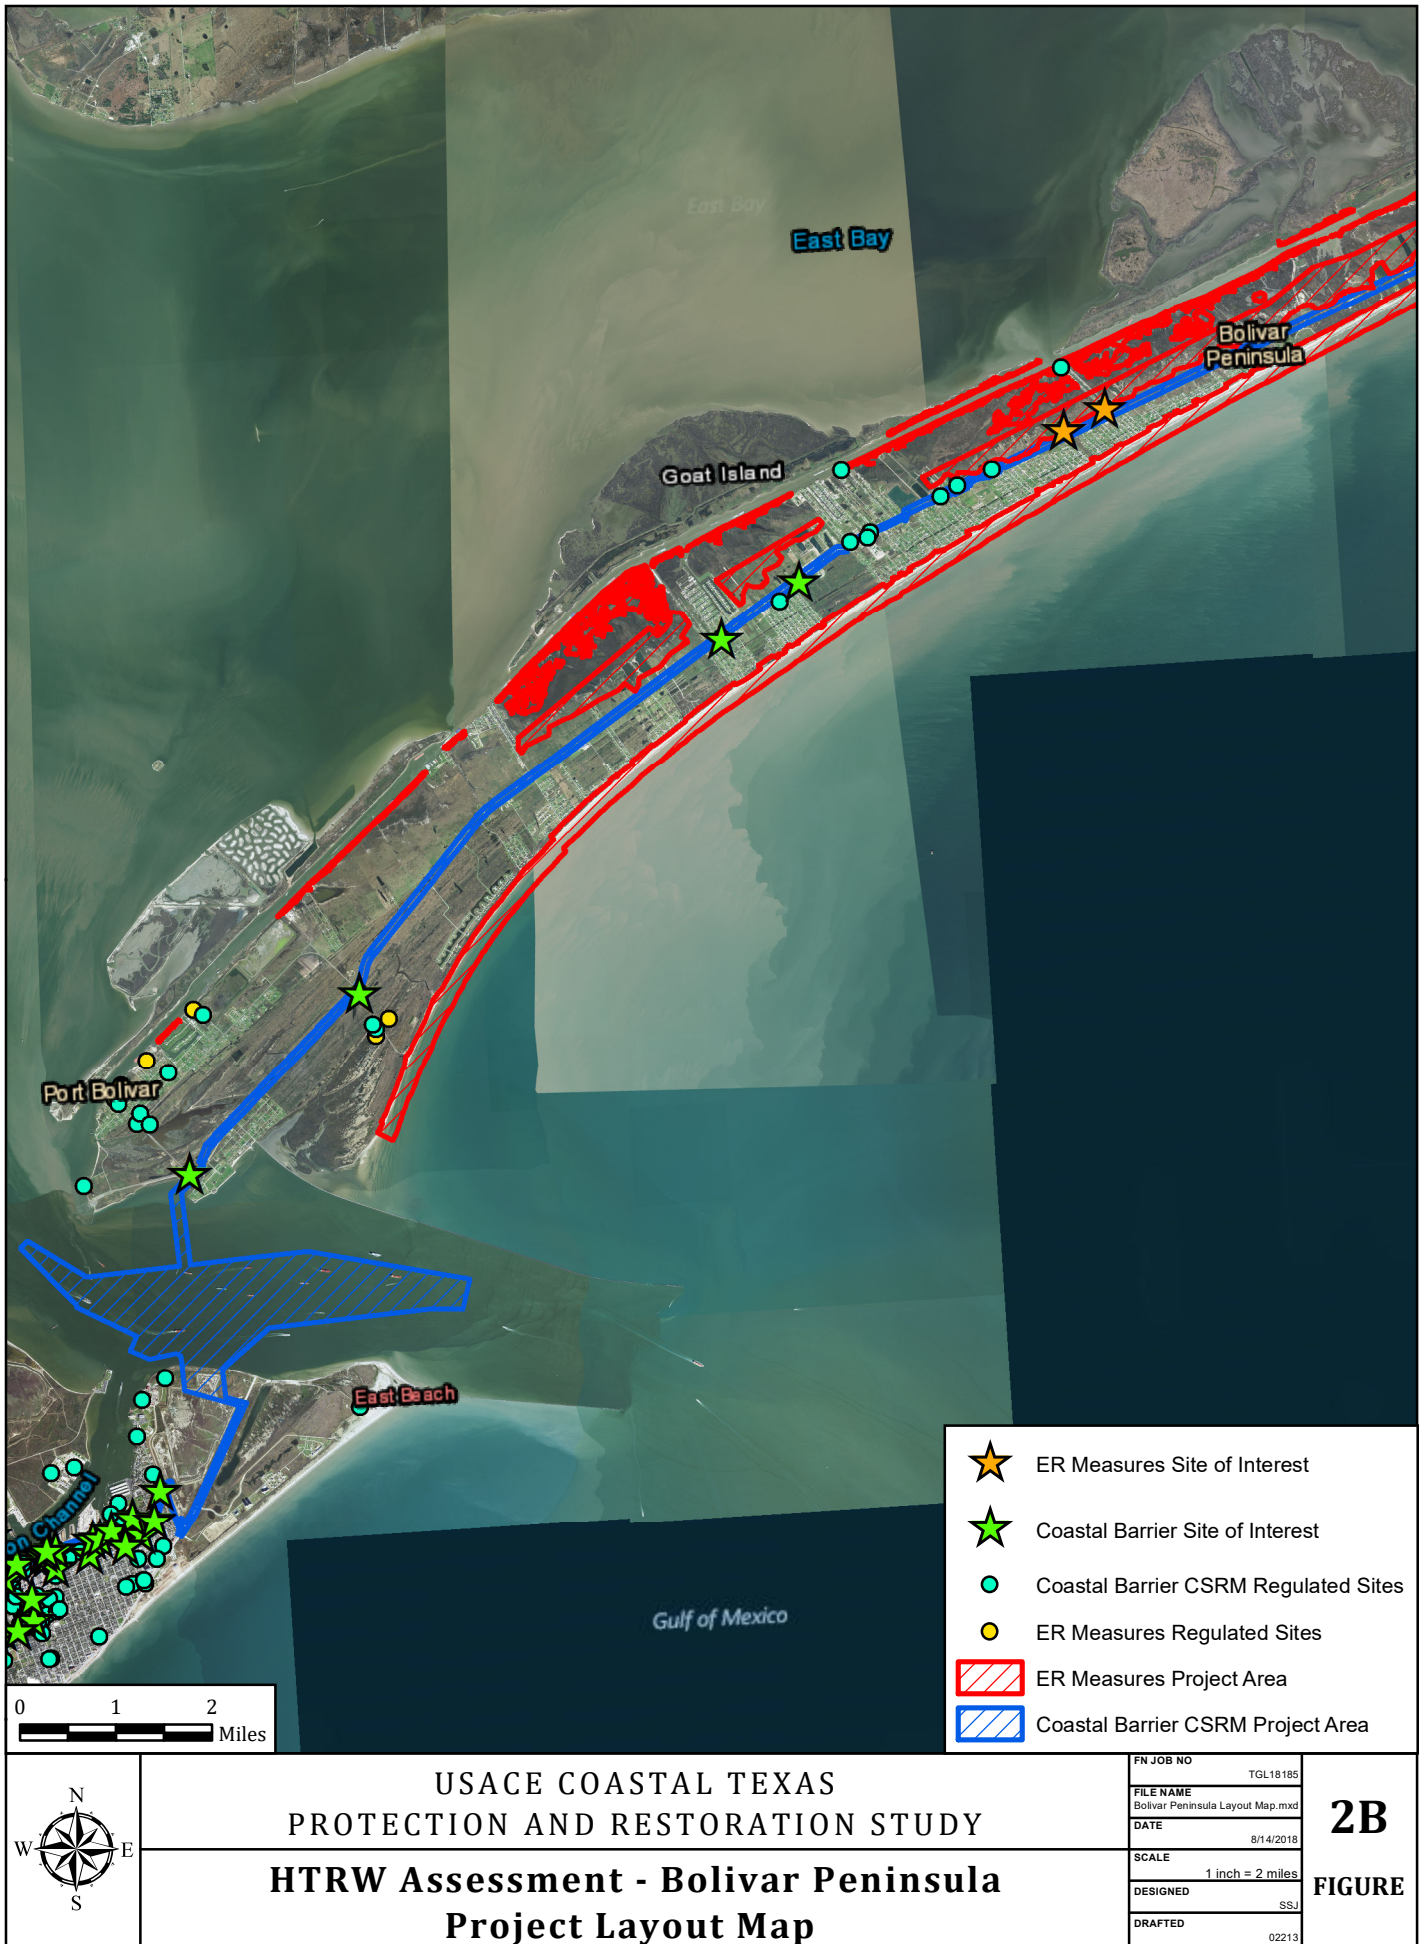 East Bay
East Bay
Bolivar
Peninsula
Goat Island
Port Bolivar
East Beach
on Channel
Gulf of Mexico
ER Measures Site of Interest
Coastal Barrier Site of Interest
Coastal Barrier CSRM Regulated Sites
ER Measures Regulated Sites
ER Measures Project Area
Coastal Barrier CSRM Project Area
0 1 2
Miles
N
W E
S
USACE COASTAL TEXAS
PROTECTION AND RESTORATION STUDY
HTRW Assessment - Bolivar Peninsula
Project Layout Map
FN JOB NO
TGL18185
FILE NAME
Bolivar Peninsula Layout Map.mxd
DATE
8/14/2018
SCALE
1 inch = 2 miles
DESIGNED
SSJ
DRAFTED
02213
2B
FIGURE